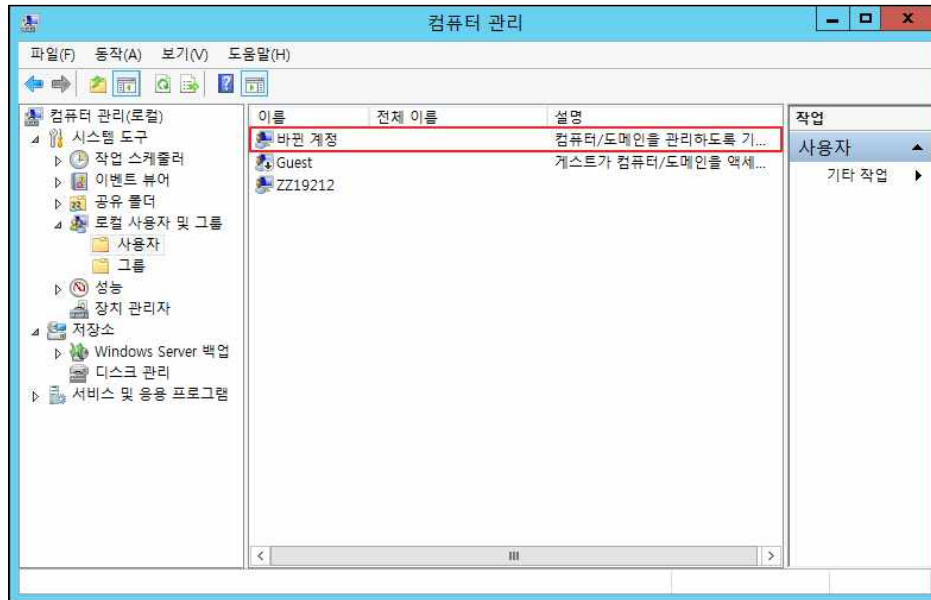 컴퓨터 관리
파일(F) 동작(A) 보기(V) 도움말(H)
컴퓨터 관리(로컬)
시스템 도구
작업 스케줄러
이벤트 뷰어
공유 폴더
로컬 사용자 및 그룹
사용자
그룹
성능
장치 관리자
저장소
Windows Server 백업
디스크 관리
서비스 및 응용 프로그램
이름 전체 이름 설명
바뀐 계정 컴퓨터/도메인을 관리하도록 기...
Guest 게스트가 컴퓨터/도메인을 액세...
ZZ19212
작업
사용자
기타 작업